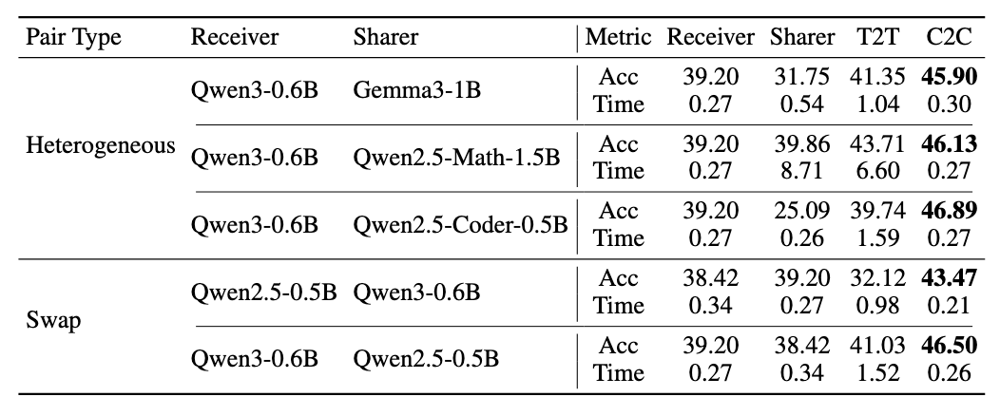 Pair Type Receiver Sharer Metric Receiver Sharer T2T C2C
Heterogeneous
Qwen3-0.6B Gemma3-1B Acc 39.20 31.75 41.35 45.90
Time 0.27 0.54 1.04 0.30
Qwen3-0.6B Qwen2.5-Math-1.5B Acc 39.20 39.86 43.71 46.13
Time 0.27 8.71 6.60 0.27
Qwen3-0.6B Qwen2.5-Coder-0.5B Acc 39.20 25.09 39.74 46.89
Time 0.27 0.26 1.59 0.27
Swap
Qwen2.5-0.5B Qwen3-0.6B Acc 38.42 39.20 32.12 43.47
Time 0.34 0.27 0.98 0.21
Qwen3-0.6B Qwen2.5-0.5B Acc 39.20 38.42 41.03 46.50
Time 0.27 0.34 1.52 0.26